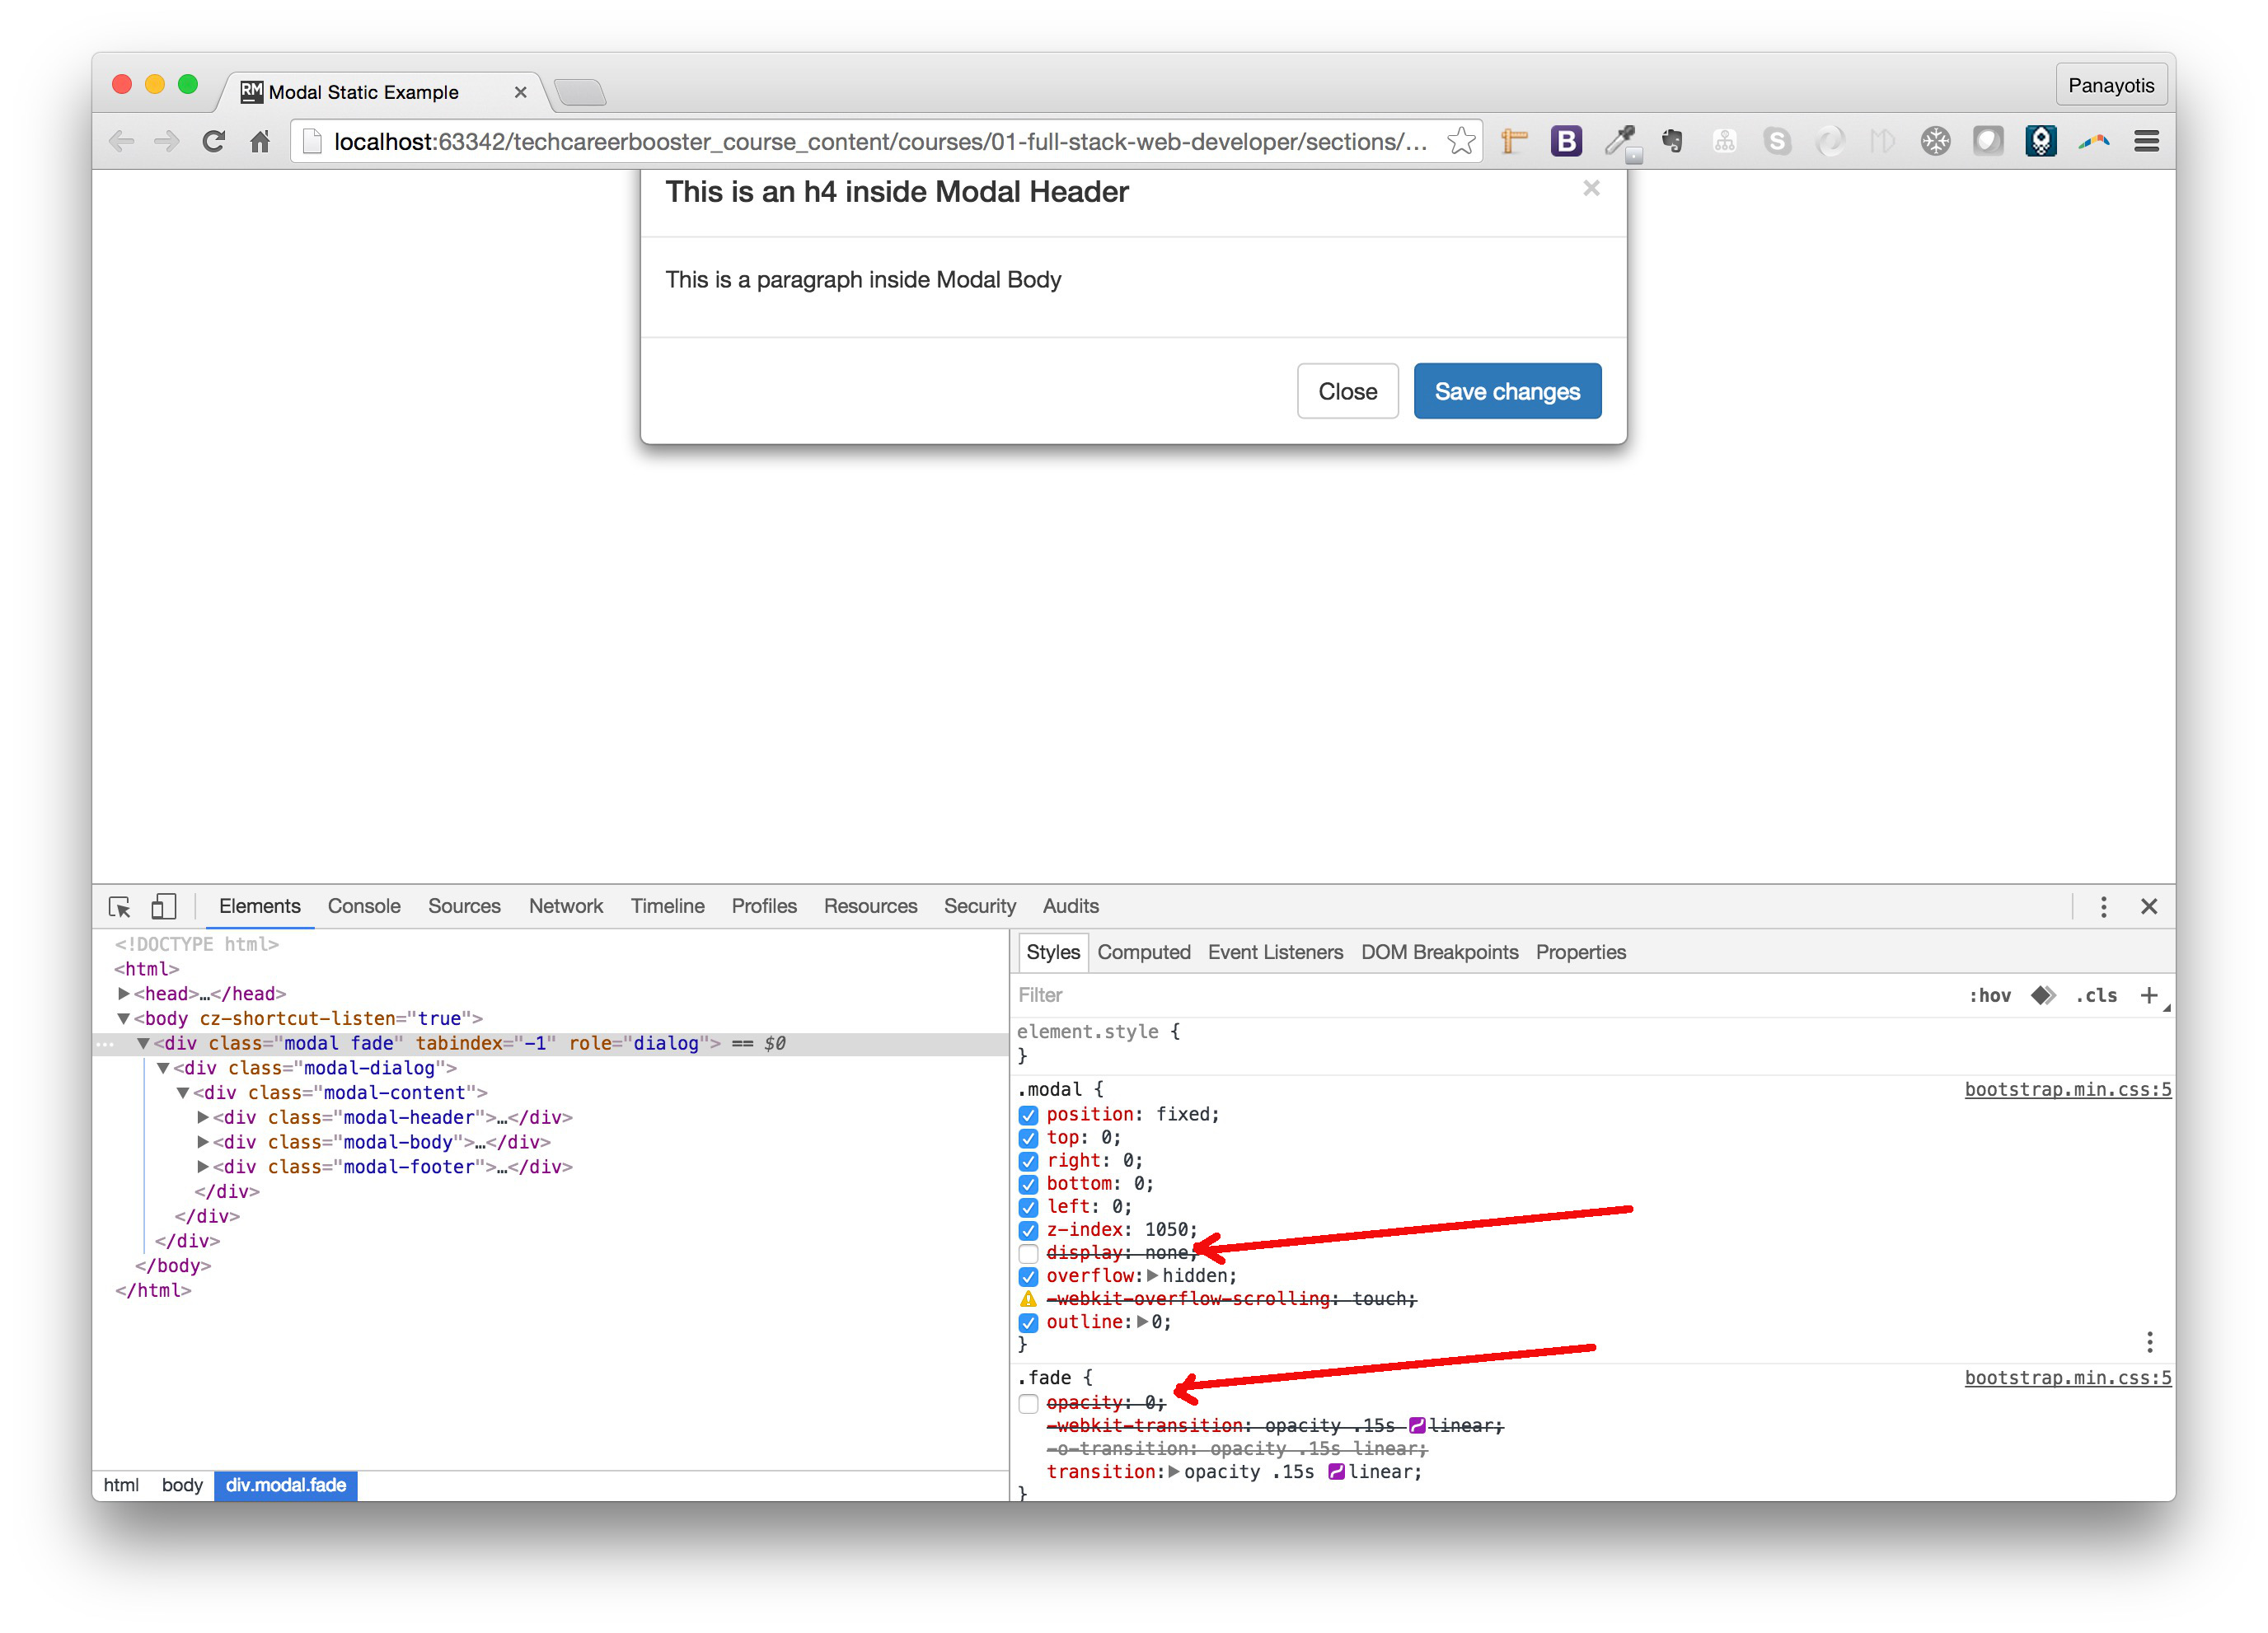 RM Modal Static Example
Panayotis
localhost:63342/techcareerbooster_course_content/courses/01-full-stack-web-developer/sections/...
B
This is an h4 inside Modal Header ×
This is a paragraph inside Modal Body
Close Save changes
Elements Console Sources Network Timeline Profiles Resources Security Audits
<!DOCTYPE html>
<html>
<head>…</head>
<body cz-shortcut-listen="true">
<div class="modal fade" tabindex="-1" role="dialog"> == $0
<div class="modal-dialog">
<div class="modal-content">
<div class="modal-header">…</div>
<div class="modal-body">…</div>
<div class="modal-footer">…</div>
</div>
</div>
</div>
</body>
</html>
html body div.modal.fade
Styles Computed Event Listeners DOM Breakpoints Properties
Filter :hov .cls +
element.style {
}
.modal { bootstrap.min.css:5
position: fixed;
top: 0;
right: 0;
bottom: 0;
left: 0;
z-index: 1050;
display: none;
overflow: hidden;
-webkit-overflow-scrolling: touch;
outline: 0;
}
.fade { bootstrap.min.css:5
opacity: 0;
-webkit-transition: opacity .15s linear;
-o-transition: opacity .15s linear;
transition: opacity .15s linear;
}